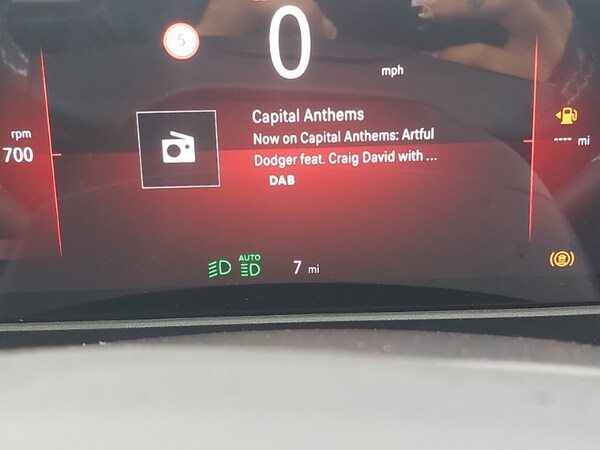 5
0
mph
Capital Anthems
rpm
Now on Capital Anthems: Artful
700
Dodger feat. Craig David with ...
---- mi
DAB
AUTO
7 mi